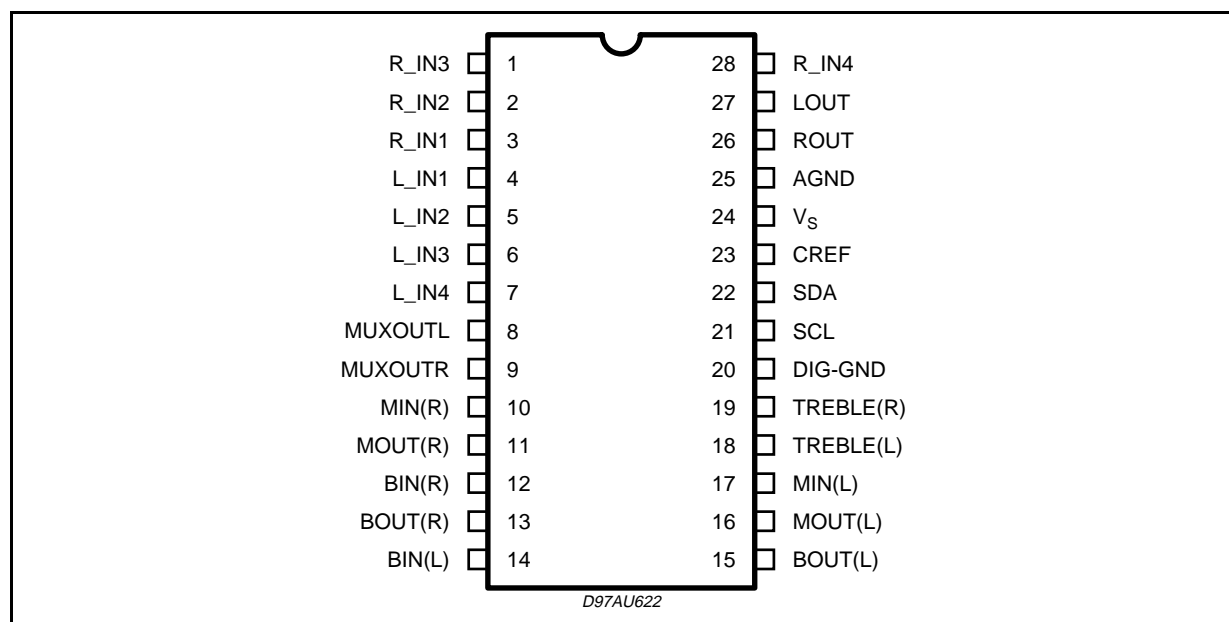 R_IN3 1 28 R_IN4
R_IN2 2 27 LOUT
R_IN1 3 26 ROUT
L_IN1 4 25 AGND
L_IN2 5 24 VS
L_IN3 6 23 CREF
L_IN4 7 22 SDA
MUXOUTL 8 21 SCL
MUXOUTR 9 20 DIG-GND
MIN(R) 10 19 TREBLE(R)
MOUT(R) 11 18 TREBLE(L)
BIN(R) 12 17 MIN(L)
BOUT(R) 13 16 MOUT(L)
BIN(L) 14 15 BOUT(L)
D97AU622